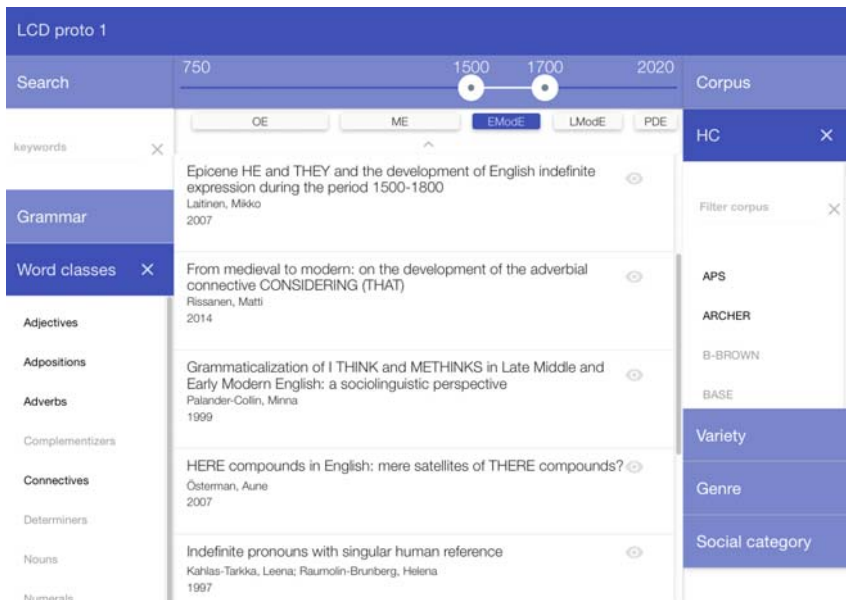 LCD proto 1
Search
keywords
Grammar
Word classes
Adjectives
Adpositions
Adverbs
Complementizers
Connectives
Determiners
Nouns
Numerals
750 1500 1700 2020
OE ME EModE LModE PDE
Epicene HE and THEY and the development of English indefinite
expression during the period 1500-1800
Laitinen, Mikko
2007
From medieval to modern: on the development of the adverbial
connective CONSIDERING (THAT)
Rissanen, Matti
2014
Grammaticalization of I THINK and METHINKS in Late Middle and
Early Modern English: a sociolinguistic perspective
Palander-Collin, Minna
1999
HERE compounds in English: mere satellites of THERE compounds?
Österman, Aune
2007
Indefinite pronouns with singular human reference
Kahlas-Tarkka, Leena; Raumolin-Brunberg, Helena
1997
Corpus
HC
Filter corpus
APS
ARCHER
B-BROWN
BASE
Variety
Genre
Social category